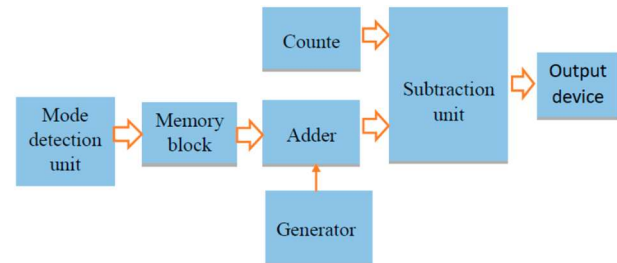 Counte
Subtraction
unit
Output
device
Mode
detection
unit
Memory
block
Adder
Generator